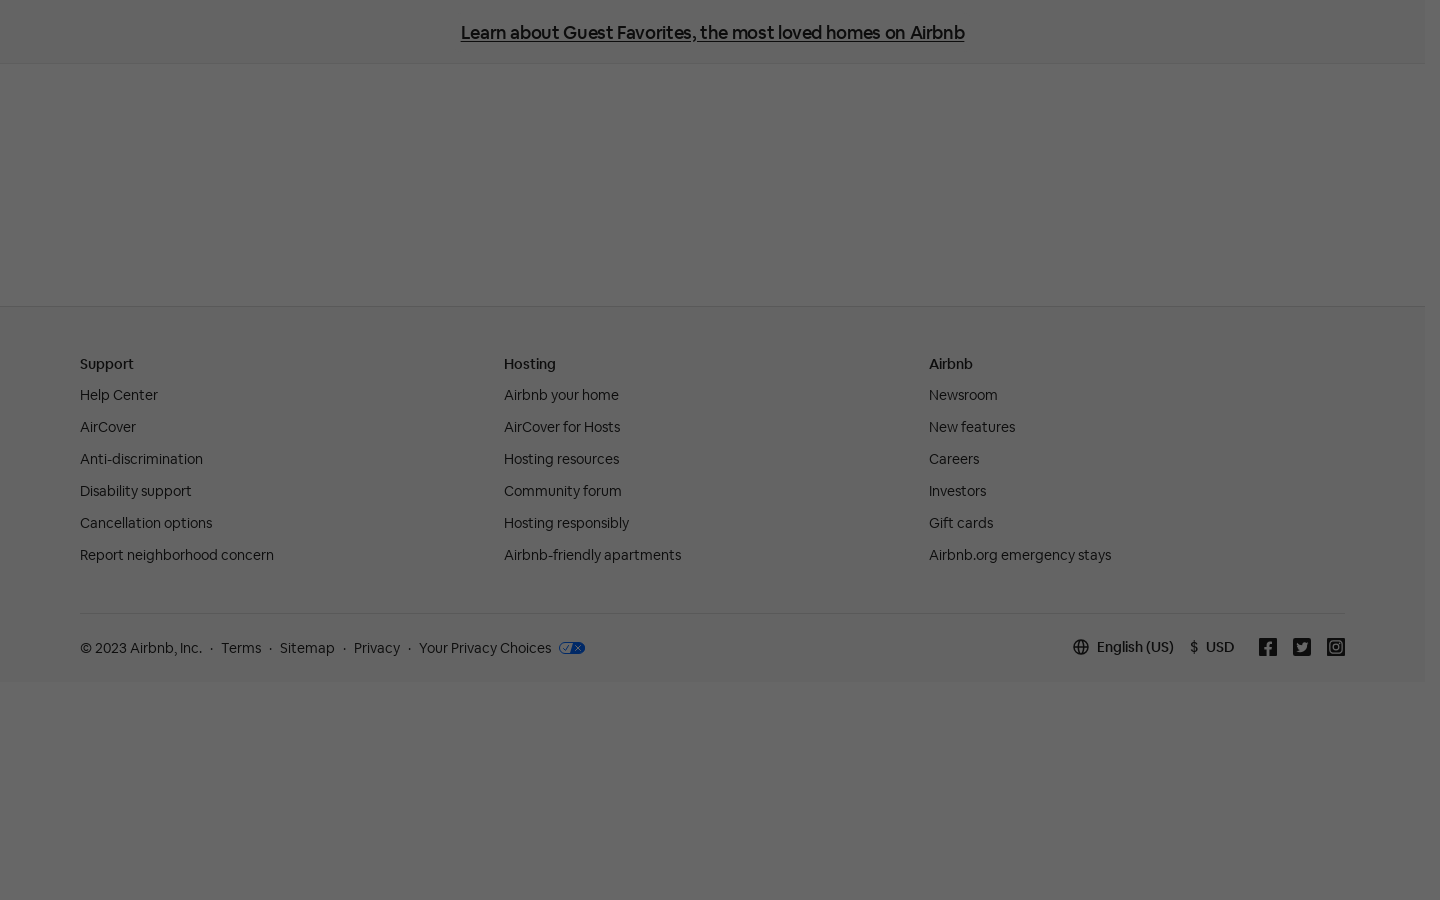 Learn about Guest Favorites, the most loved homes on Airbnb
Support
Help Center
AirCover
Anti-discrimination
Disability support
Cancellation options
Report neighborhood concern
Hosting
Airbnb your home
AirCover for Hosts
Hosting resources
Community forum
Hosting responsibly
Airbnb-friendly apartments
Airbnb
Newsroom
New features
Careers
Investors
Gift cards
Airbnb.org emergency stays
© 2023 Airbnb, Inc. · Terms · Sitemap · Privacy · Your Privacy Choices
English (US) $ USD